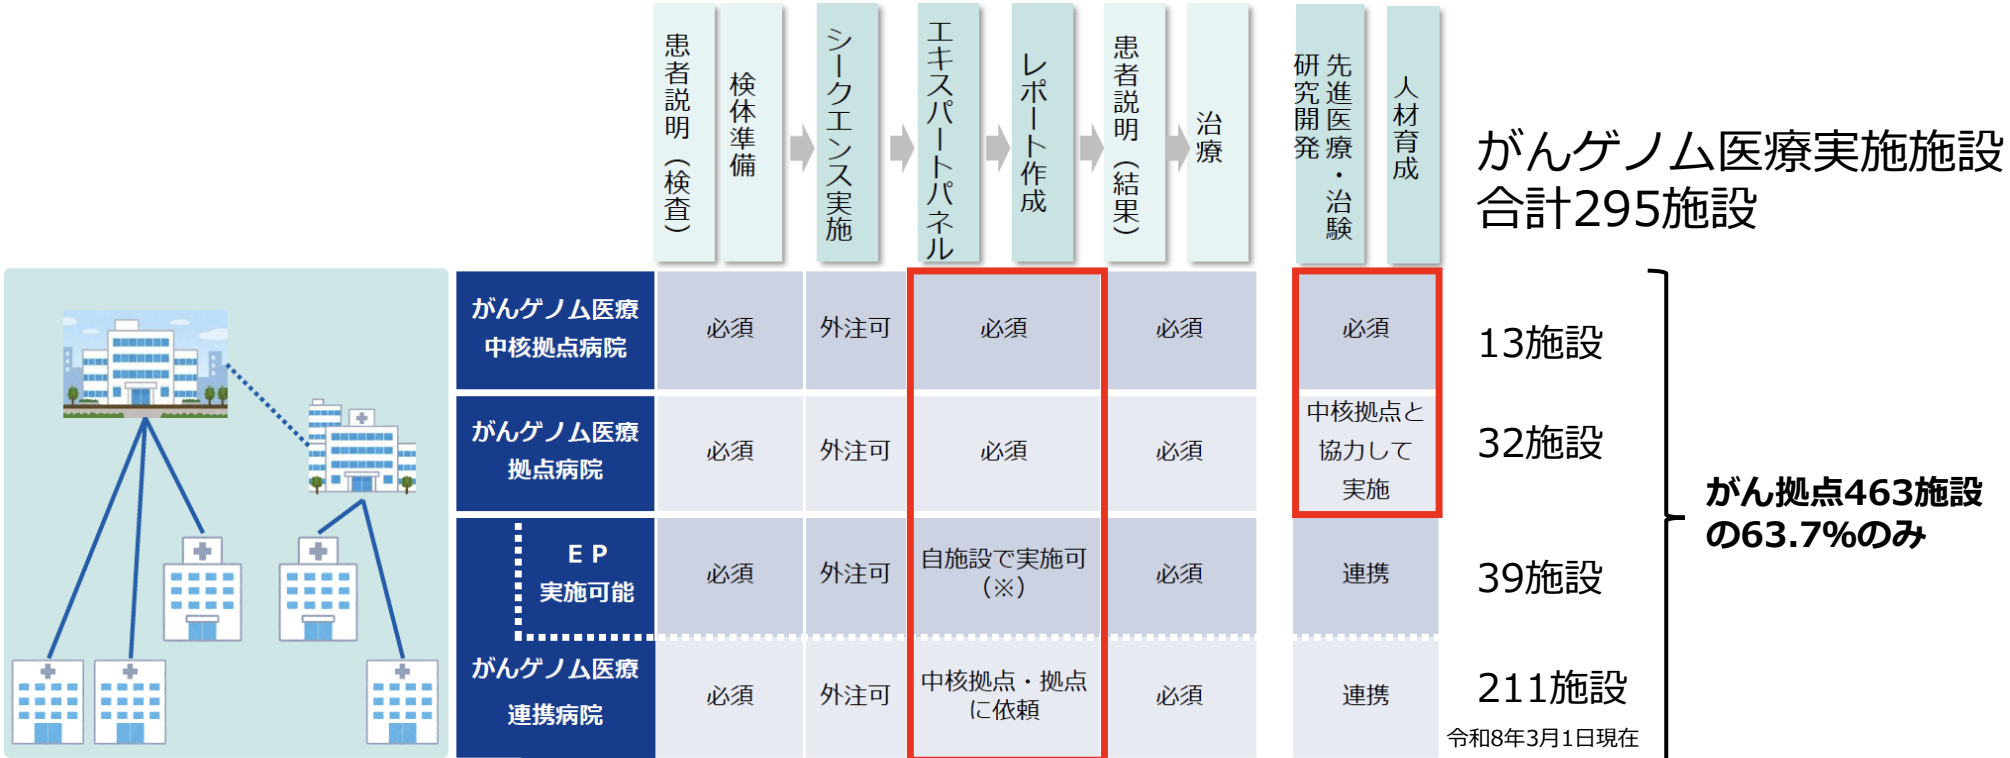 患者説明（検査）
検体準備
シークエンス実施
エキスパートパネル
レポート作成
患者説明（結果）
治療
先進医療・治験
研究開発
人材育成
がんゲノム医療実施施設
合計295施設
がんゲノム医療
中核拠点病院
必須
外注可
必須
必須
必須
13施設
がんゲノム医療
拠点病院
必須
外注可
必須
必須
中核拠点と
協力して
実施
32施設
ＥＰ
実施可能
必須
外注可
自施設で実施可
（※）
必須
連携
39施設
がんゲノム医療
連携病院
必須
外注可
中核拠点・拠点
に依頼
必須
連携
211施設
令和8年3月1日現在
がん拠点463施設
の63.7%のみ